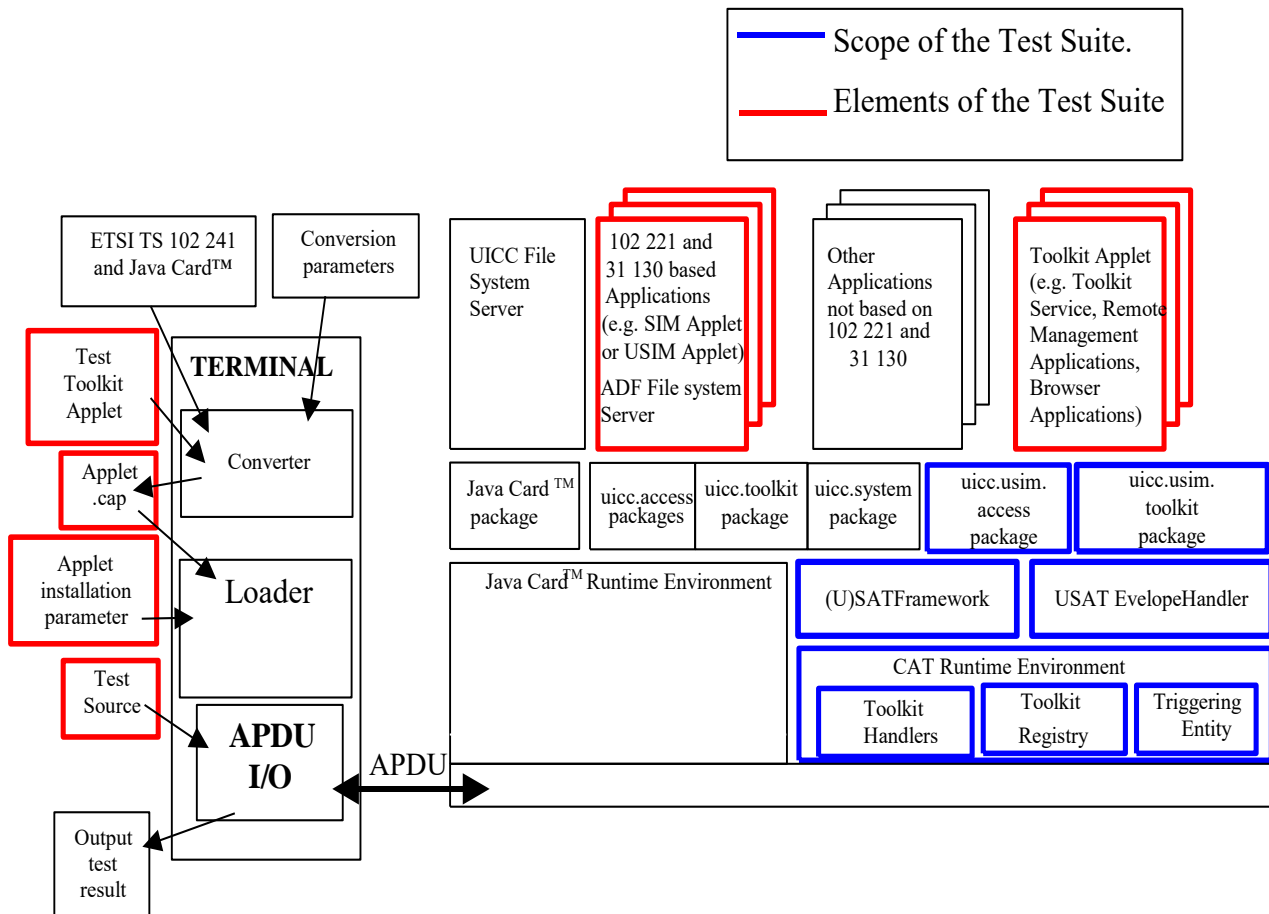 Scope of the Test Suite.
Elements of the Test Suite
ETSI TS 102 241
and Java Card™
Conversion
parameters
Test
Toolkit
Applet
Applet
.cap
Applet
installation
parameter
Test
Source
Output
test
result
TERMINAL
Converter
Loader
APDU
I/O
APDU
UICC File
System
Server
102 221 and
31 130 based
Applications
(e.g. SIM Applet
or USIM Applet)
ADF File system
Server
Other
Applications
not based on
102 221 and
31 130
Toolkit Applet
(e.g. Toolkit
Service, Remote
Management
Applications,
Browser
Applications)
Java Card TM
package
uicc.access
packages
uicc.toolkit
package
uicc.system
package
uicc.usim.
access
package
uicc.usim.
toolkit
package
Java Card TM Runtime Environment
(U)SATFramework
USAT EvelopeHandler
CAT Runtime Environment
Toolkit
Handlers
Toolkit
Registry
Triggering
Entity